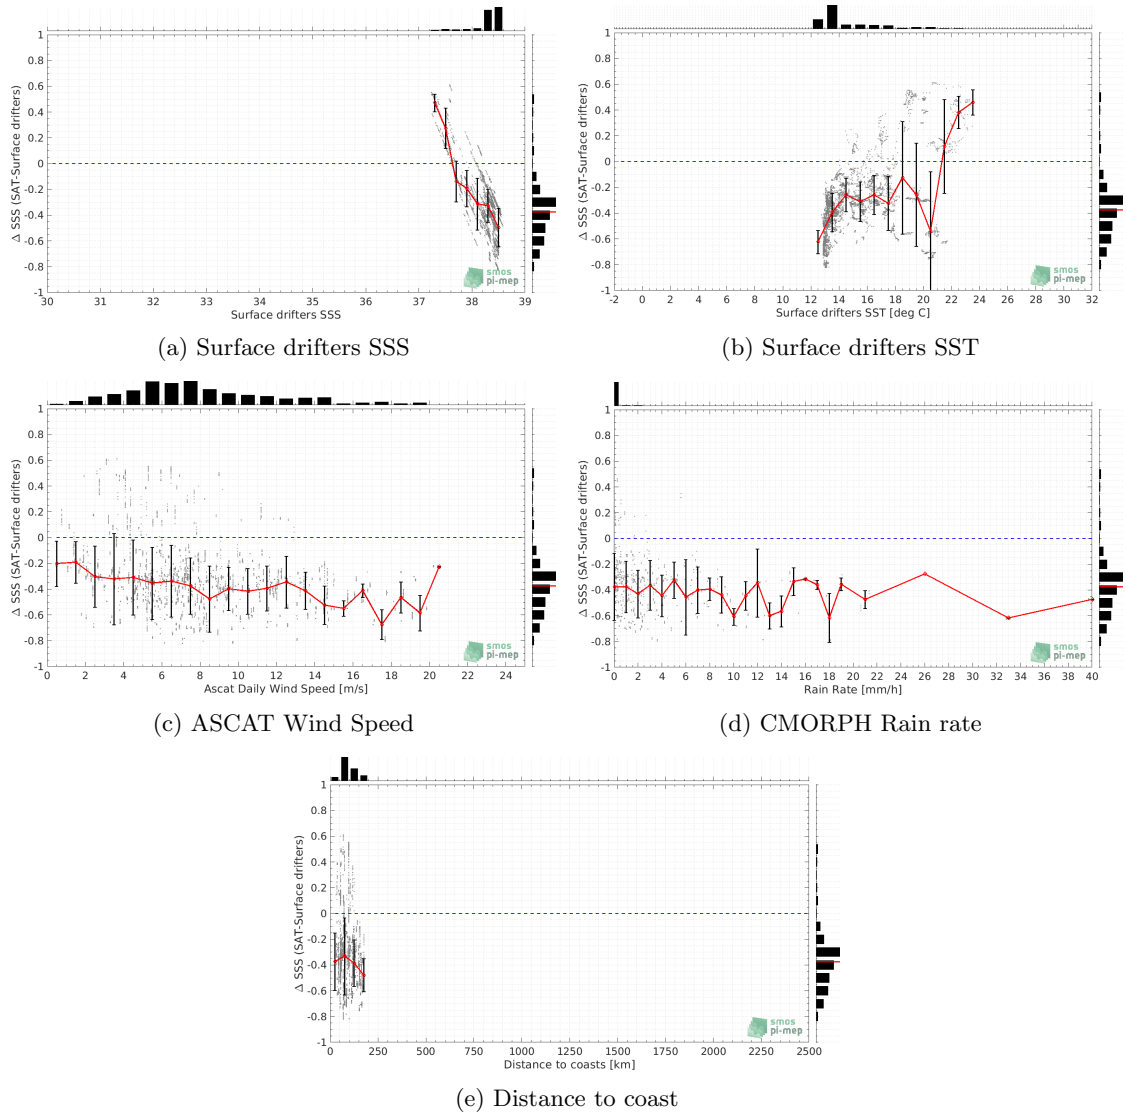 1
0.8
0.6
0.4
0.2
0
-0.2
-0.4
-0.6
-0.8
-1
Δ SSS (SAT-Surface drifters)
30 31 32 33 34 35 36 37 38 39
Surface drifters SSS
smos
pi-mep
(a) Surface drifters SSS
1
0.8
0.6
0.4
0.2
0
-0.2
-0.4
-0.6
-0.8
-1
Δ SSS (SAT-Surface drifters)
-2 0 2 4 6 8 10 12 14 16 18 20 22 24 26 28 30 32
Surface drifters SST [deg C]
smos
pi-mep
(b) Surface drifters SST
1
0.8
0.6
0.4
0.2
0
-0.2
-0.4
-0.6
-0.8
-1
Δ SSS (SAT-Surface drifters)
0 2 4 6 8 10 12 14 16 18 20 22 24
Ascat Daily Wind Speed [m/s]
smos
pi-mep
(c) ASCAT Wind Speed
1
0.8
0.6
0.4
0.2
0
-0.2
-0.4
-0.6
-0.8
-1
Δ SSS (SAT-Surface drifters)
0 2 4 6 8 10 12 14 16 18 20 22 24 26 28 30 32 34 36 38 40
Rain Rate [mm/h]
smos
pi-mep
(d) CMORPH Rain rate
1
0.8
0.6
0.4
0.2
0
-0.2
-0.4
-0.6
-0.8
-1
Δ SSS (SAT-Surface drifters)
0 250 500 750 1000 1250 1500 1750 2000 2250 2500
Distance to coasts [km]
smos
pi-mep
(e) Distance to coast